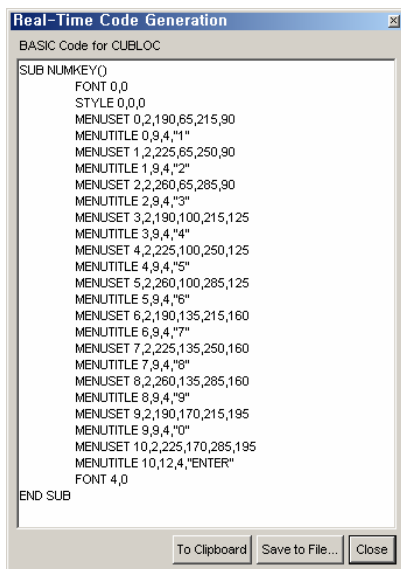 Real-Time Code Generation
BASIC Code for CUBLOC
SUB NUMKEY()
FONT 0,0
STYLE 0,0,0
MENUSET 0,2,190,65,215,90
MENUTITLE 0,9,4,"1"
MENUSET 1,2,225,65,250,90
MENUTITLE 1,9,4,"2"
MENUSET 2,2,260,65,285,90
MENUTITLE 2,9,4,"3"
MENUSET 3,2,190,100,215,125
MENUTITLE 3,9,4,"4"
MENUSET 4,2,225,100,250,125
MENUTITLE 4,9,4,"5"
MENUSET 5,2,260,100,285,125
MENUTITLE 5,9,4,"6"
MENUSET 6,2,190,135,215,160
MENUTITLE 6,9,4,"7"
MENUSET 7,2,225,135,250,160
MENUTITLE 7,9,4,"8"
MENUSET 8,2,260,135,285,160
MENUTITLE 8,9,4,"9"
MENUSET 9,2,190,170,215,195
MENUTITLE 9,9,4,"0"
MENUSET 10,2,225,170,285,195
MENUTITLE 10,12,4,"ENTER"
FONT 4,0
END SUB
To Clipboard Save to File... Close